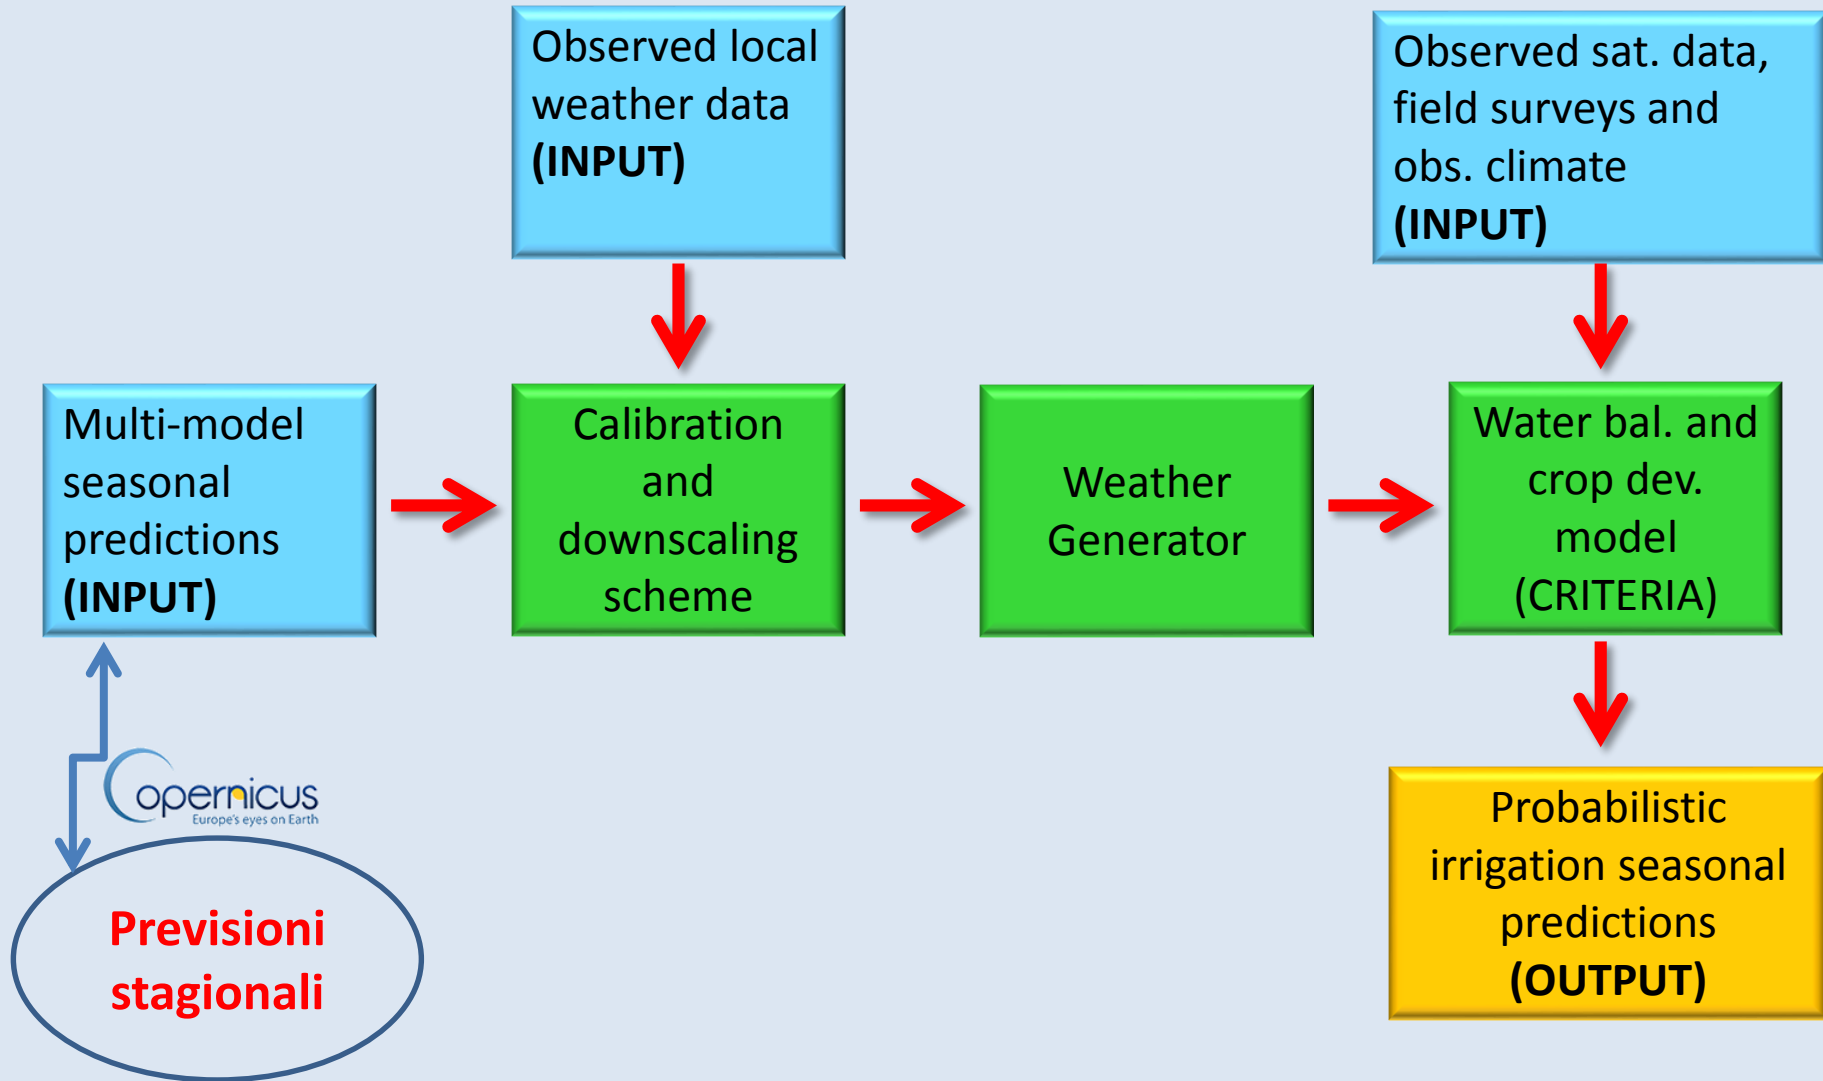 Observed local
weather data
(INPUT)
Observed sat. data,
field surveys and
obs. climate
(INPUT)
Multi-model
seasonal
predictions
(INPUT)
Calibration
and
downscaling
scheme
Weather
Generator
Water bal. and
crop dev.
model
(CRITERIA)
opernicus
Europe's eyes on Earth
Previsioni
stagionali
Probabilistic
irrigation seasonal
predictions
(OUTPUT)